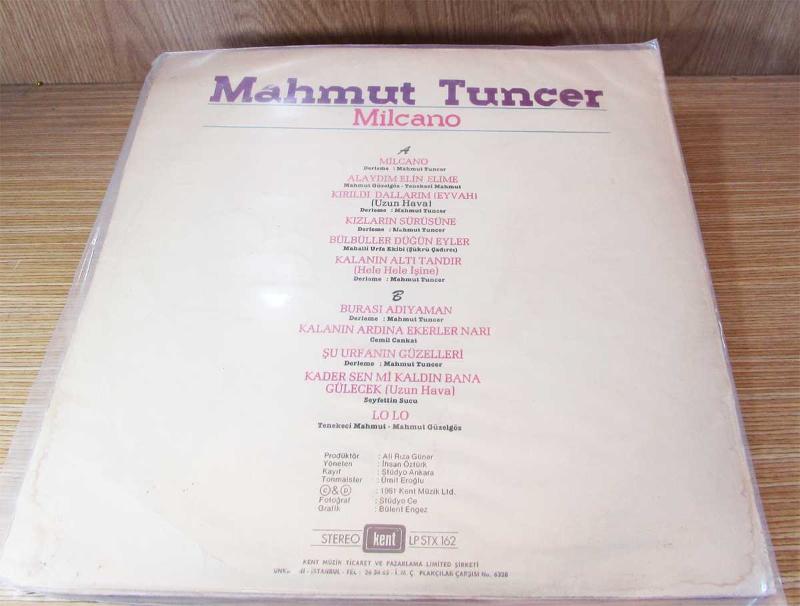 Mahmut Tuncer
Milcano
A
MİLCANO
Derleme : Mahmut Tuncer
ALAYDIM ELİN ELİME
Mahmut Güzelgöz - Tenekeci Mahmut
KIRILDI DALLARIM (EYVAH)
(Uzun Hava)
Derleme : Mahmut Tuncer
KIZLARIN SÜRÜSÜNE
Derleme : Mahmut Tuncer
BÜLBÜLLER DÜĞÜN EYLER
Mahalli Urfa Ekibi (Şükrü Çadırcı)
KALANIN ALTI TANDIR
(Hele Hele İşine)
Derleme : Mahmut Tuncer
B
BURASI ADIYAMAN
Derleme : Mahmut Tuncer
KALANIN ARDINA EKERLER NARI
Cemil Cankat
ŞU URFANIN GÜZELLERİ
Derleme : Mahmut Tuncer
KADER SEN Mİ KALDIN BANA
GÜLECEK (Uzun Hava)
Seyfettin Sucu
LO LO
Tenekeci Mahmut - Mahmut Güzelgöz
Prodüktör : Ali Rıza Güner
Yöneten : İhsan Öztürk
Kayıt : Stüdyo Ankara
Tonmaister : Ümit Eroğlu
©&℗ : 1981 Kent Müzik Ltd.
Fotoğraf : Stüdyo Ce
Grafik : Bülent Engez
STEREO kent LP STX 162
KENT MÜZİK TİCARET VE PAZARLAMA LİMİTED ŞİRKETİ
İSTANBUL - TEL : İ.M.Ç. PLAKÇILAR ÇARŞISI No. 6328